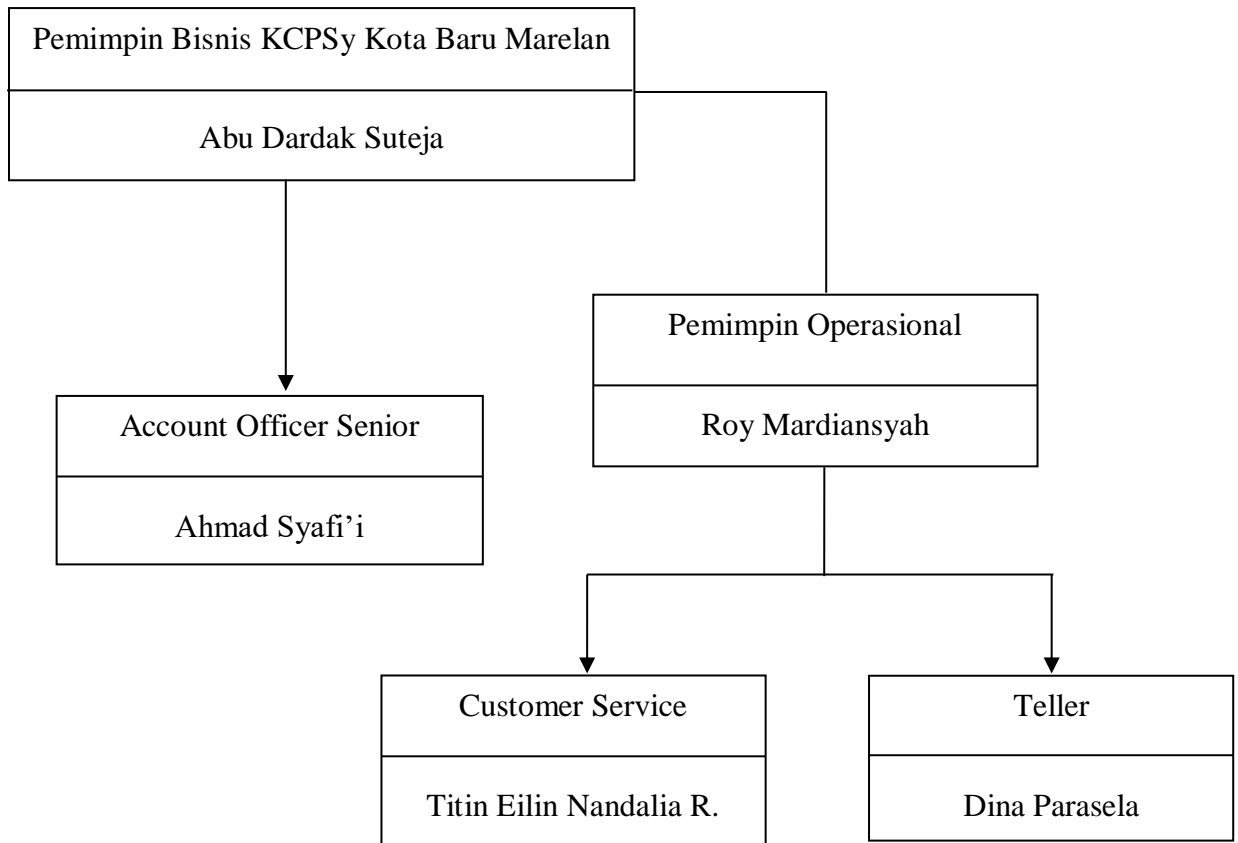 Pemimpin Bisnis KCPSy Kota Baru Marelan
Abu Dardak Suteja
Pemimpin Operasional
Roy Mardiansyah
Account Officer Senior
Ahmad Syafi’i
Customer Service
Titin Eilin Nandalia R.
Teller
Dina Parasela